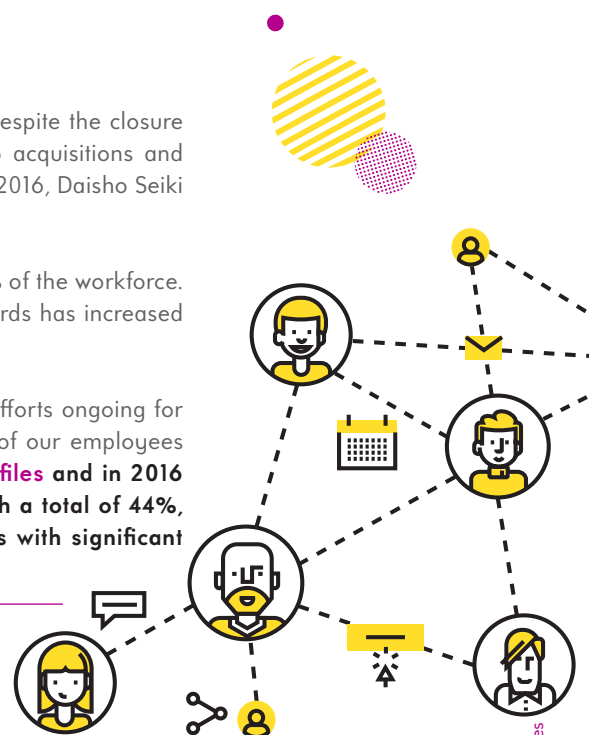 espite the closure
acquisitions and
2016, Daisho Seiki
of the workforce.
rds has increased
fforts ongoing for
of our employees
files and in 2016
h a total of 44%,
s with significant
es